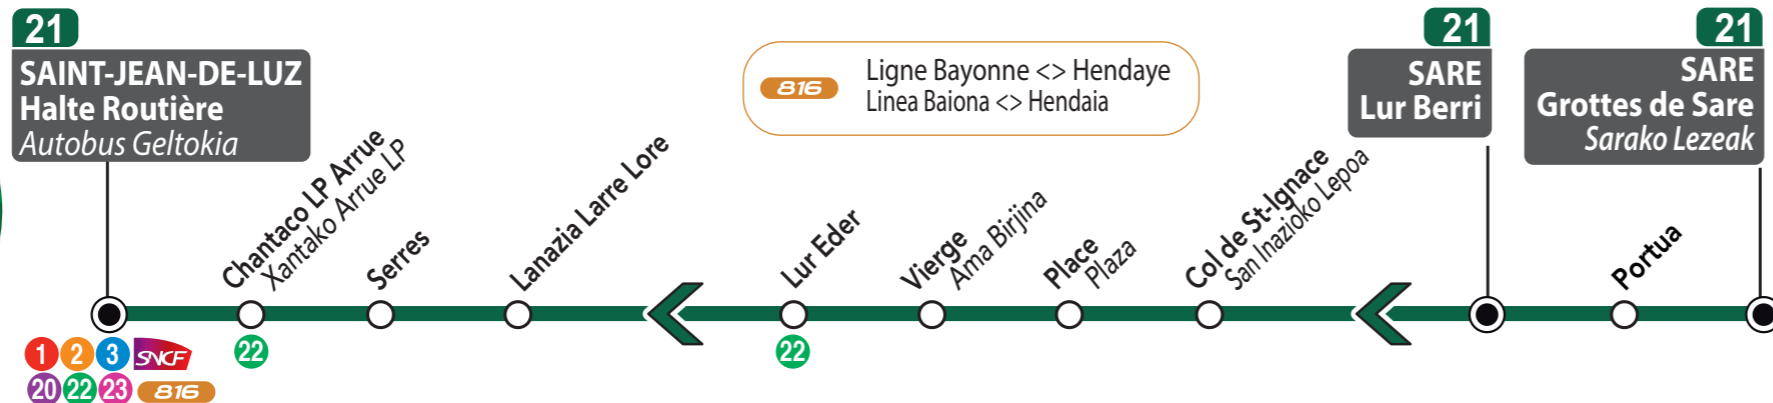 21
SAINT-JEAN-DE-LUZ
Halte Routière
Autobus Geltokia
816
Ligne Bayonne <> Hendaye
Linea Baiona <> Hendaia
21
SARE
Lur Berri
21
SARE
Grottes de Sare
Sarako Lezeak
Chantaco LP Arrue
Xantako Arrue LP
Serres
Lanazia Larre Lore
Lur Eder
Vierge
Ama Birjina
Place
Plaza
Col de St-Ignace
San Inazioko Lepoa
Portua
1 2 3 SNCF
20 22 23 816
22
22